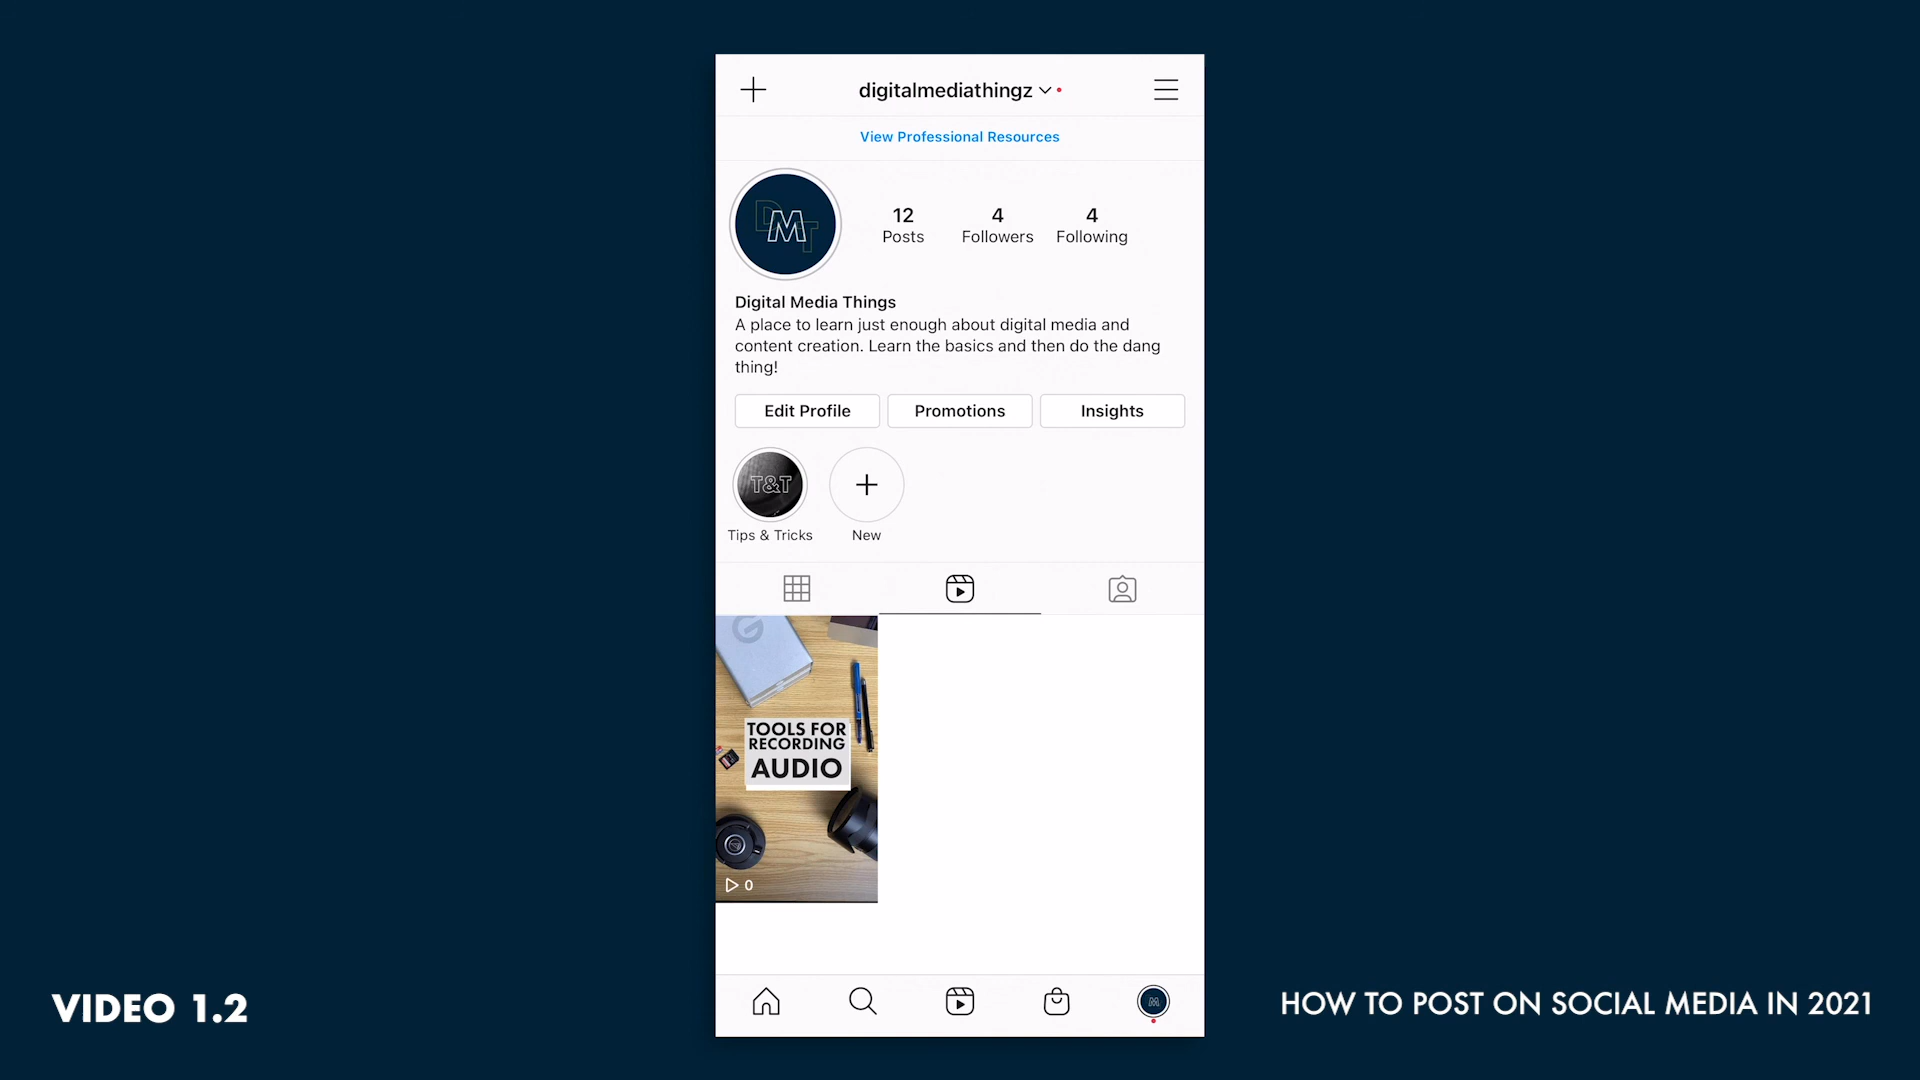 digitalmediathingz
View Professional Resources
DMT
12
Posts
4
Followers
4
Following
Digital Media Things
A place to learn just enough about digital media and
content creation. Learn the basics and then do the dang
thing!
Edit Profile
Promotions
Insights
T&T
Tips & Tricks
New
G
TOOLS FOR
RECORDING
AUDIO
0
M
VIDEO 1.2
HOW TO POST ON SOCIAL MEDIA IN 2021